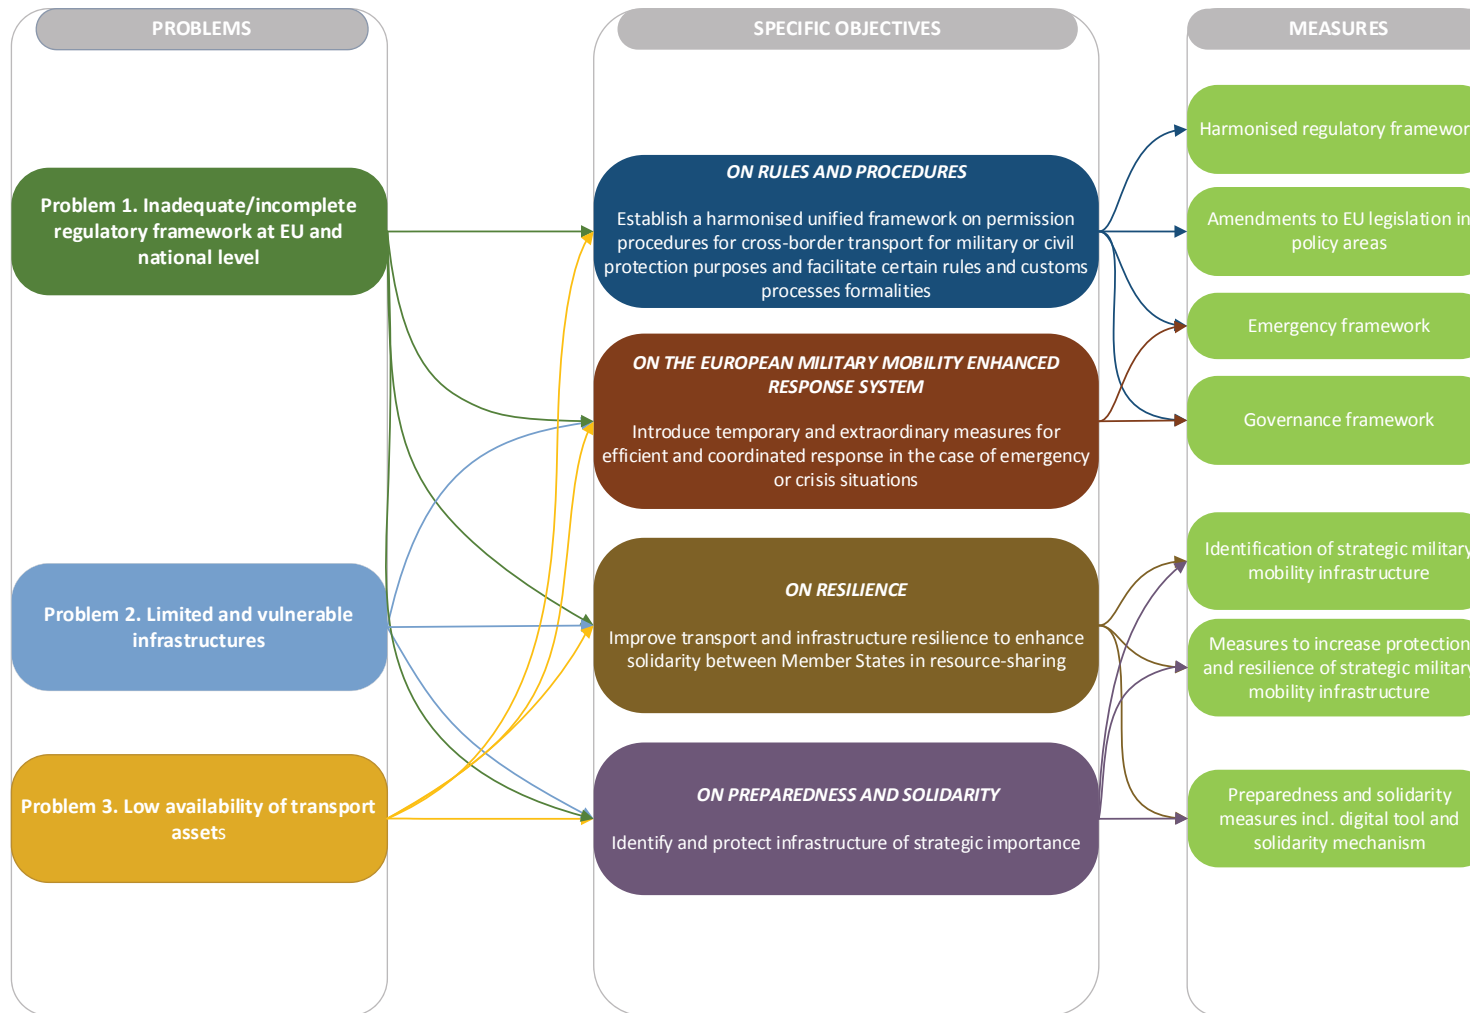 PROBLEMS
Problem 1. Inadequate/incomplete
regulatory framework at EU and
national level
Problem 2. Limited and vulnerable
infrastructures
Problem 3. Low availability of transport
assets
SPECIFIC OBJECTIVES
ON RULES AND PROCEDURES
Establish a harmonised unified framework on permission
procedures for cross-border transport for military or civil
protection purposes and facilitate certain rules and customs
processes formalities
ON THE EUROPEAN MILITARY MOBILITY ENHANCED
RESPONSE SYSTEM
Introduce temporary and extraordinary measures for
efficient and coordinated response in the case of emergency
or crisis situations
ON RESILIENCE
Improve transport and infrastructure resilience to enhance
solidarity between Member States in resource-sharing
ON PREPAREDNESS AND SOLIDARITY
Identify and protect infrastructure of strategic importance
MEASURES
Harmonised regulatory framewor
Amendments to EU legislation in
policy areas
Emergency framework
Governance framework
Identification of strategic military
mobility infrastructure
Measures to increase protection
and resilience of strategic military
mobility infrastructure
Preparedness and solidarity
measures incl. digital tool and
solidarity mechanism